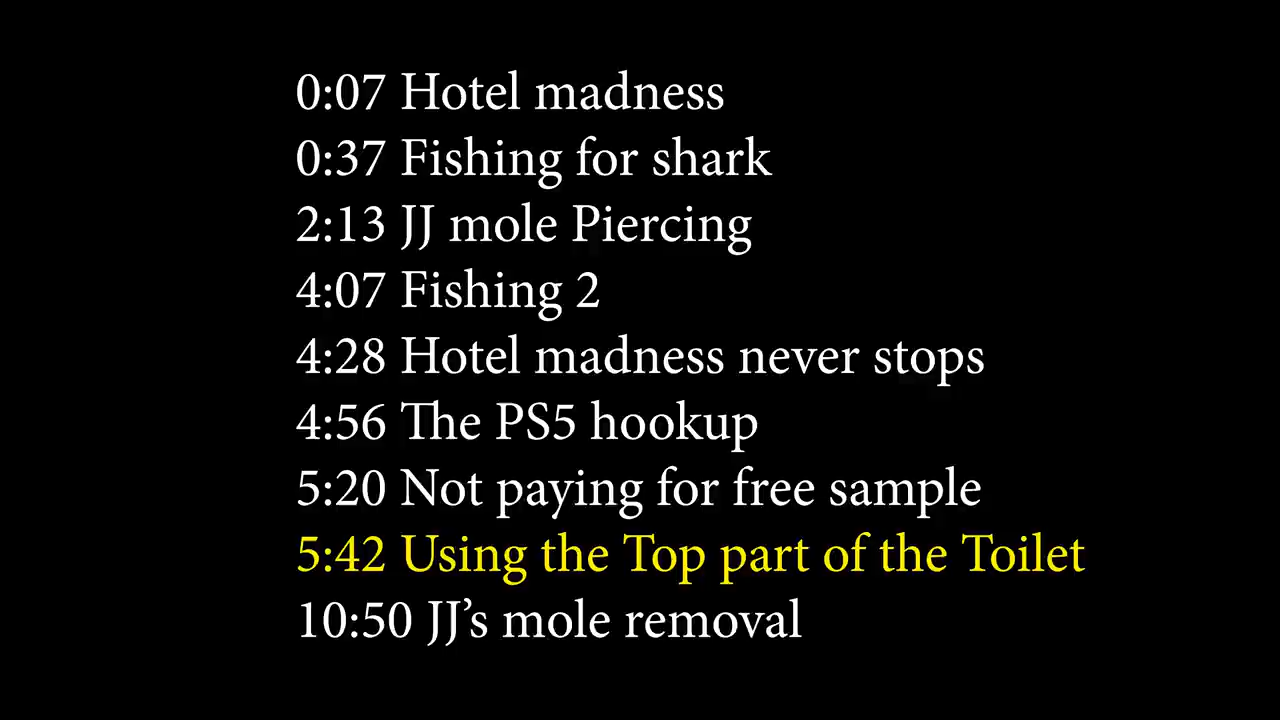 0:07 Hotel madness
0:37 Fishing for shark
2:13 JJ mole Piercing
4:07 Fishing 2
4:28 Hotel madness never stops
4:56 The PS5 hookup
5:20 Not paying for free sample
5:42 Using the Top part of the Toilet
10:50 JJ’s mole removal